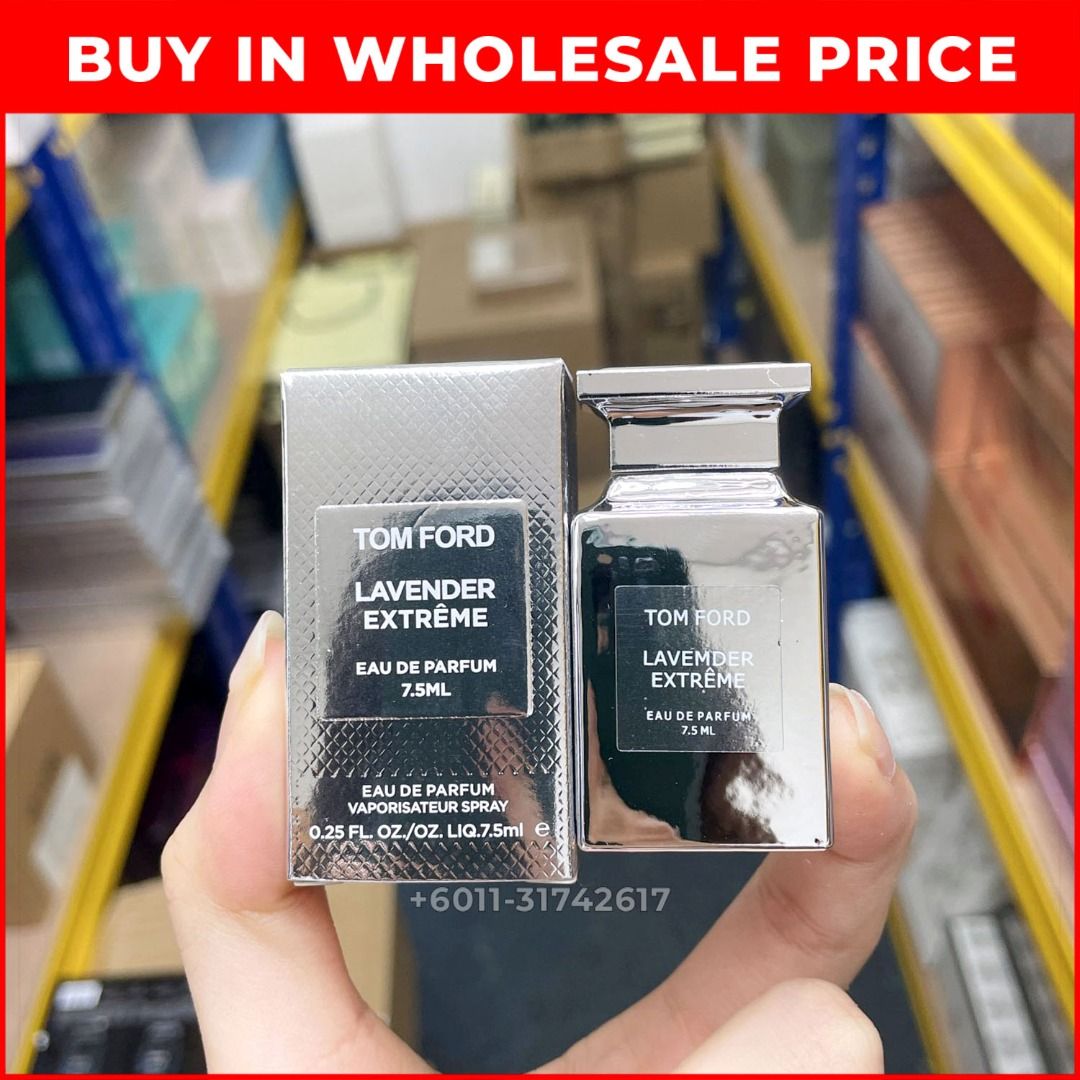 BUY IN WHOLESALE PRICE
TOM FORD
LAVENDER
EXTRÊME
EAU DE PARFUM
7.5ML
EAU DE PARFUM
VAPORISATEUR SPRAY
0.25 FL. OZ./OZ. LIQ.7.5ml e
TOM FORD
LAVEMDER
EXTRÊME
EAU DE PARFUM
7.5 ML
+6011-31742617